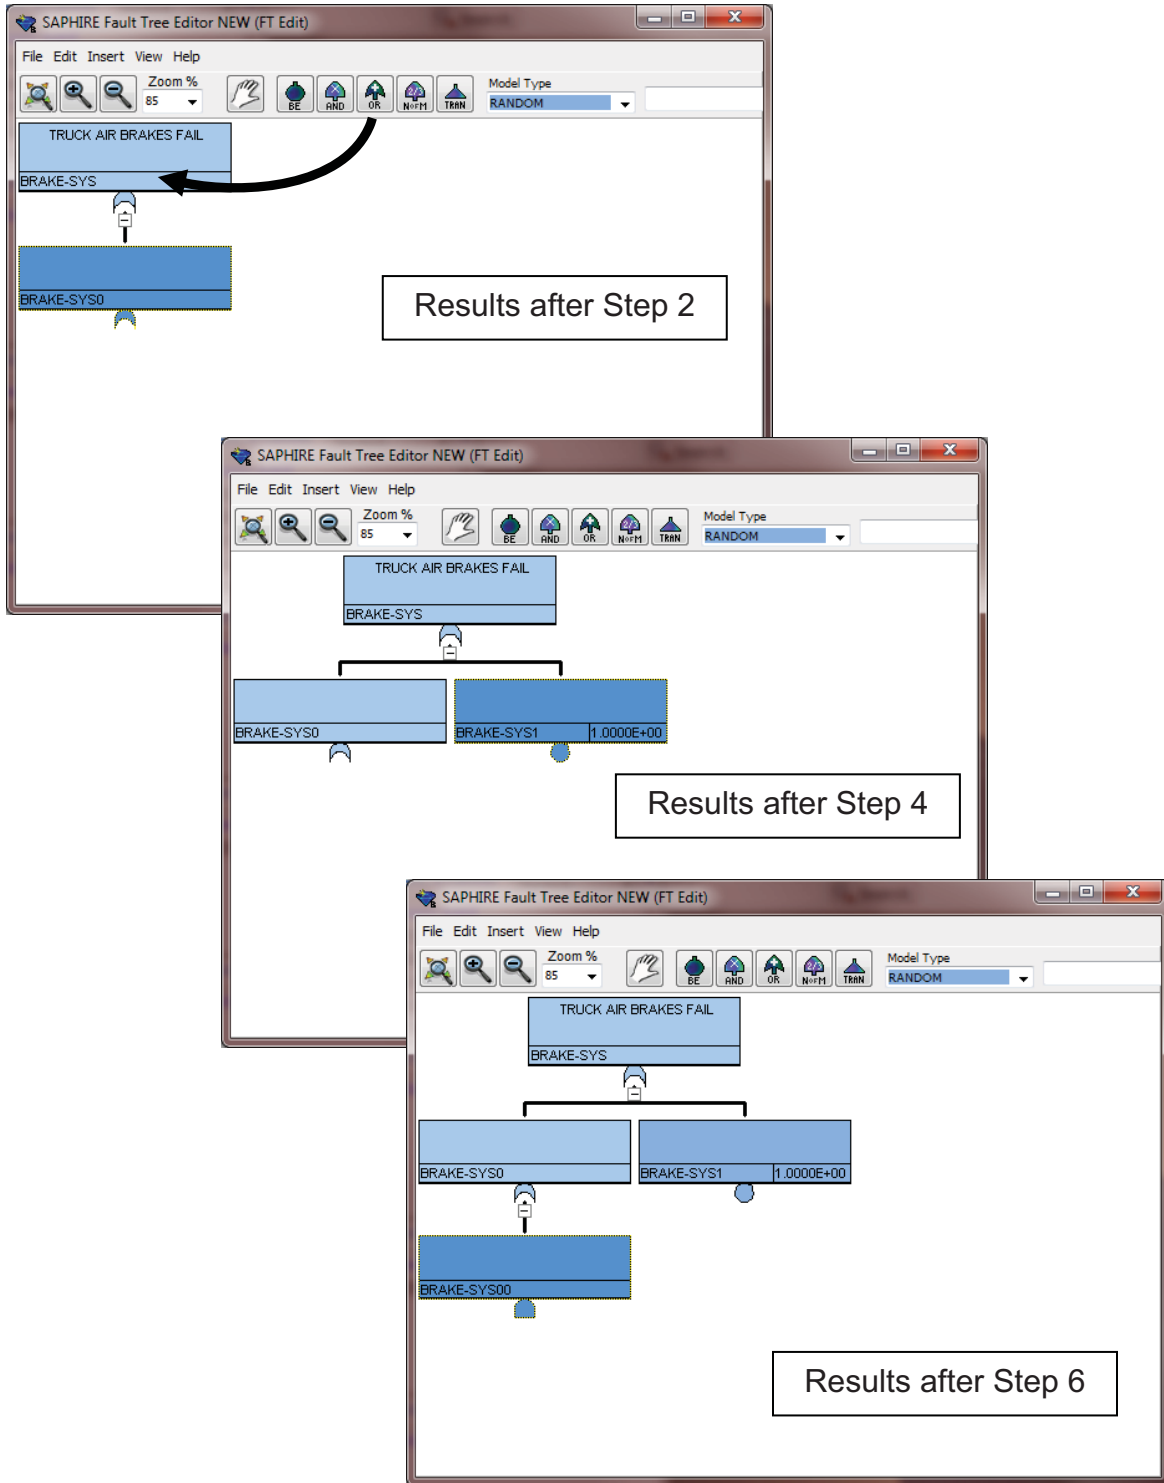 SAPHIRE Fault Tree Editor NEW (FT Edit)
File Edit Insert View Help
Zoom %
85
BE
AND
OR
NofM
TRAN
Model Type
RANDOM
TRUCK AIR BRAKES FAIL
BRAKE-SYS
BRAKE-SYS0
Results after Step 2
SAPHIRE Fault Tree Editor NEW (FT Edit)
File Edit Insert View Help
Zoom %
85
BE
AND
OR
NofM
TRAN
Model Type
RANDOM
TRUCK AIR BRAKES FAIL
BRAKE-SYS
BRAKE-SYS0
BRAKE-SYS1 1.0000E+00
Results after Step 4
SAPHIRE Fault Tree Editor NEW (FT Edit)
File Edit Insert View Help
Zoom %
85
BE
AND
OR
NofM
TRAN
Model Type
RANDOM
TRUCK AIR BRAKES FAIL
BRAKE-SYS
BRAKE-SYS0
BRAKE-SYS1 1.0000E+00
BRAKE-SYS00
Results after Step 6